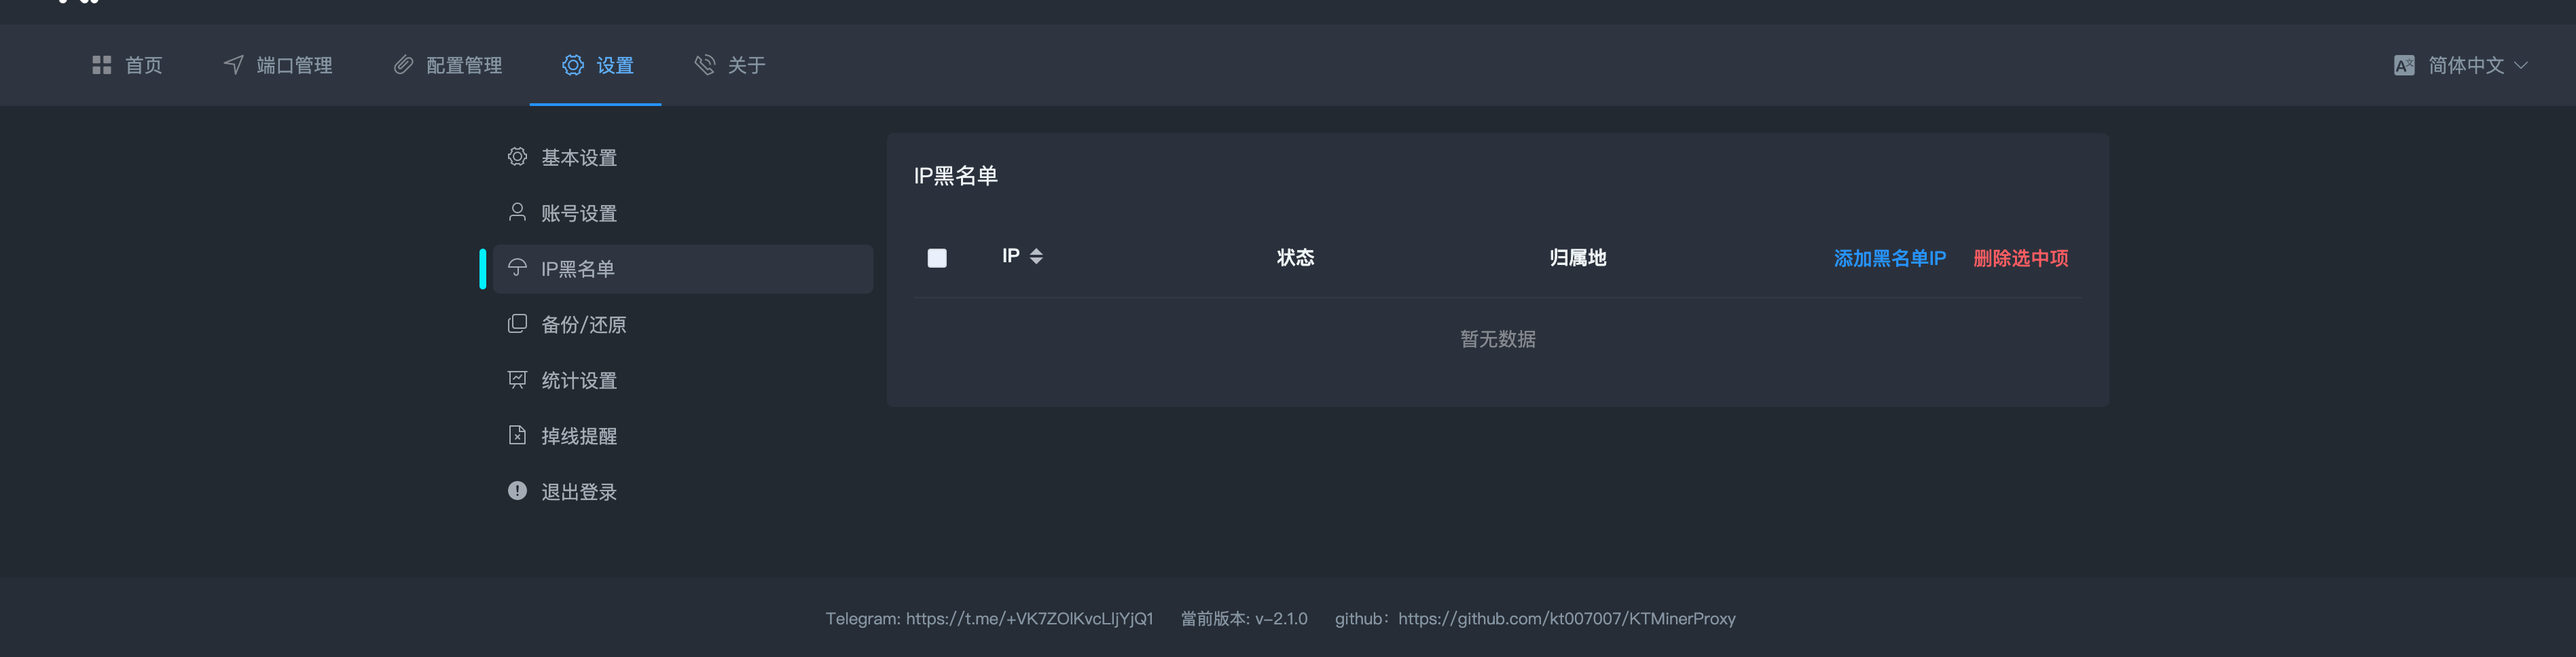 首页 端口管理 配置管理 设置 关于 简体中文
基本设置
账号设置
IP黑名单
备份/还原
统计设置
掉线提醒
退出登录
IP黑名单
IP 状态 归属地 添加黑名单IP 删除选中项
暂无数据
Telegram: https://t.me/+VK7ZOlKvcLljYjQ1 當前版本: v-2.1.0 github: https://github.com/kt007007/KTMinerProxy